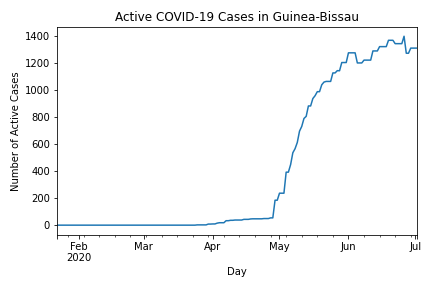 Active COVID-19 Cases in Guinea-Bissau
Number of Active Cases
1400
1200
1000
800
600
400
200
0
Feb Mar Apr May Jun Jul
2020
Day